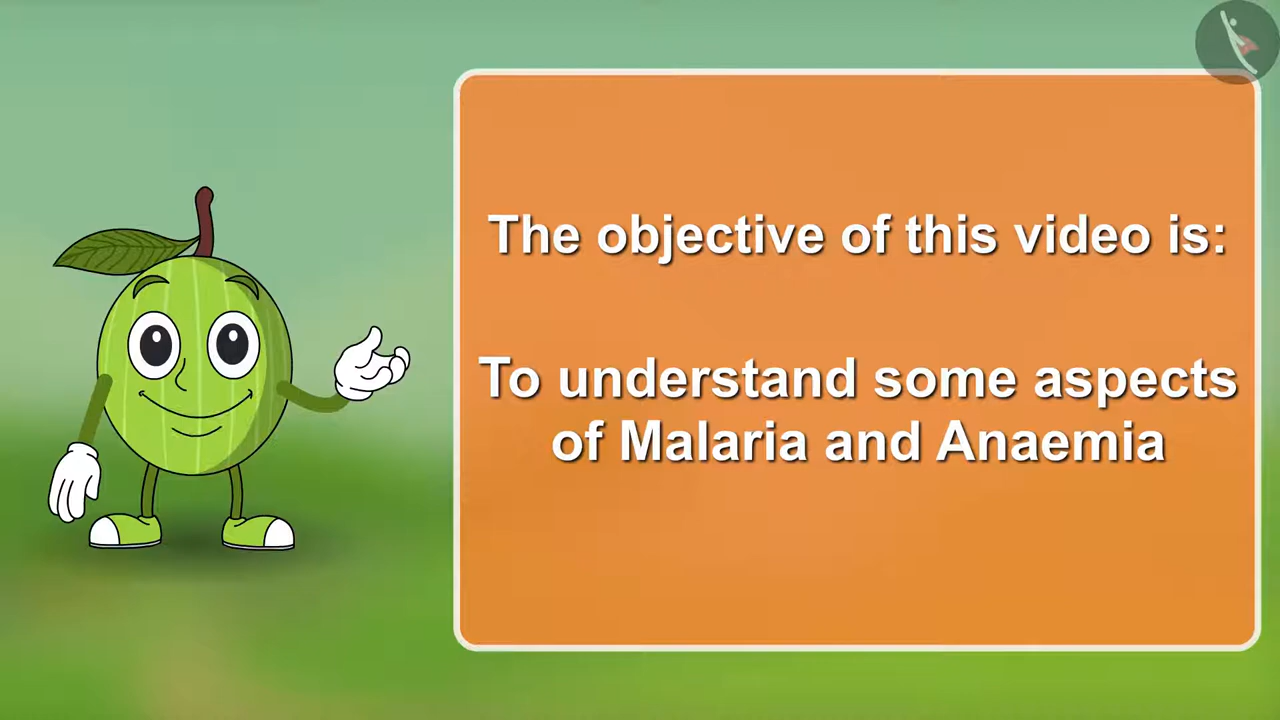 The objective of this video is:
To understand some aspects
of Malaria and Anaemia